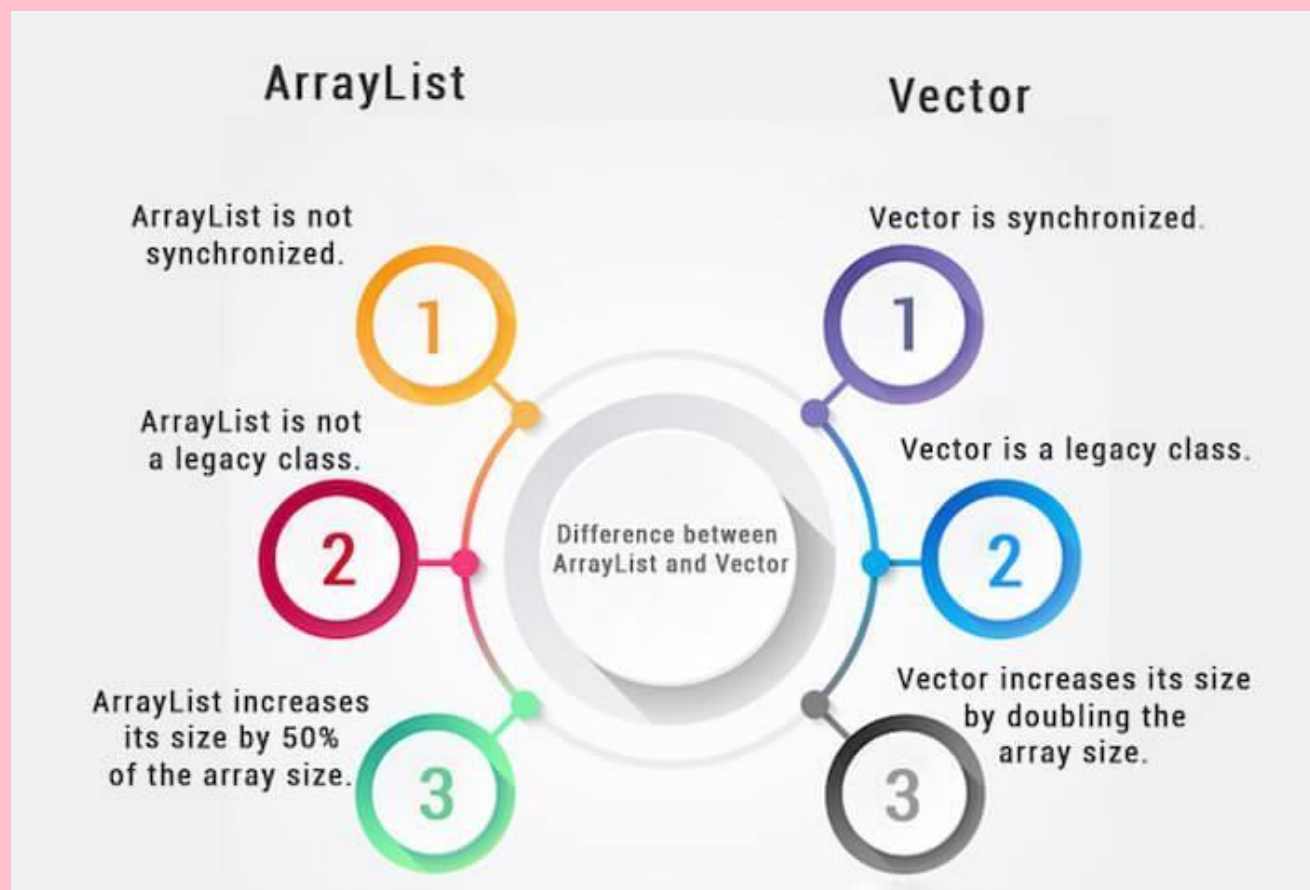 ArrayList
Vector
ArrayList is not
synchronized.
1
Vector is synchronized.
1
ArrayList is not
a legacy class.
2
Vector is a legacy class.
2
Difference between
ArrayList and Vector
ArrayList increases
its size by 50%
of the array size.
3
Vector increases its size
by doubling the
array size.
3